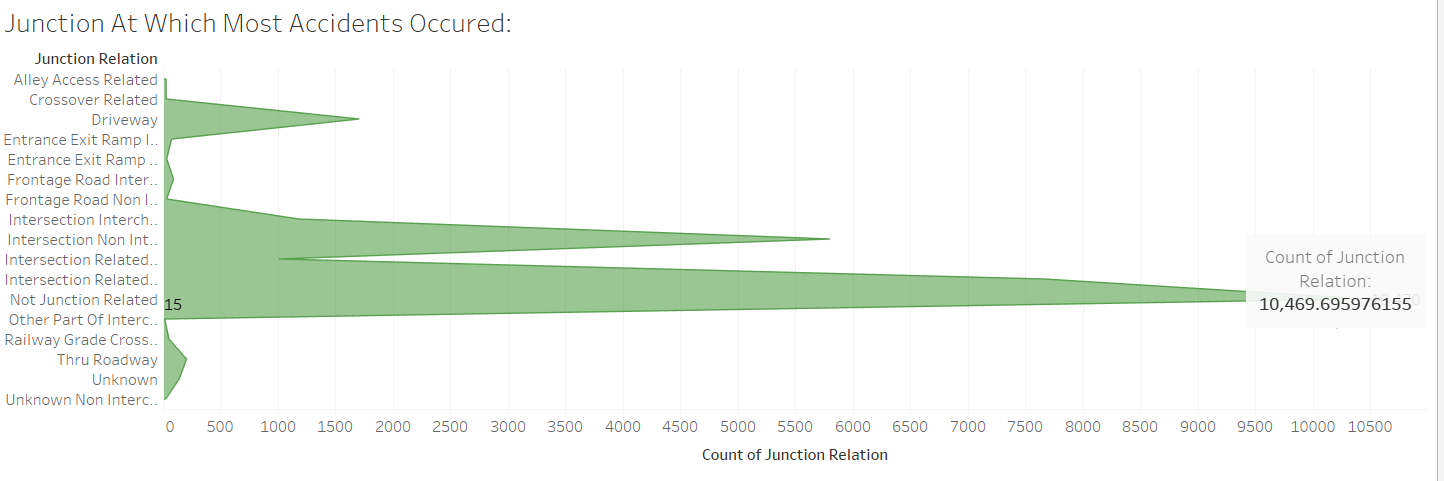 Junction At Which Most Accidents Occured:
Junction Relation
Alley Access Related
Crossover Related
Driveway
Entrance Exit Ramp I..
Entrance Exit Ramp ..
Frontage Road Inter..
Frontage Road Non I..
Intersection Interch..
Intersection Non Int..
Intersection Related..
Intersection Related..
Not Junction Related
15
Other Part Of Interc..
Railway Grade Cross..
Thru Roadway
Unknown
Unknown Non Interc..
Count of Junction
Relation:
10,469.695976155
0 500 1000 1500 2000 2500 3000 3500 4000 4500 5000 5500 6000 6500 7000 7500 8000 8500 9000 9500 10000 10500
Count of Junction Relation